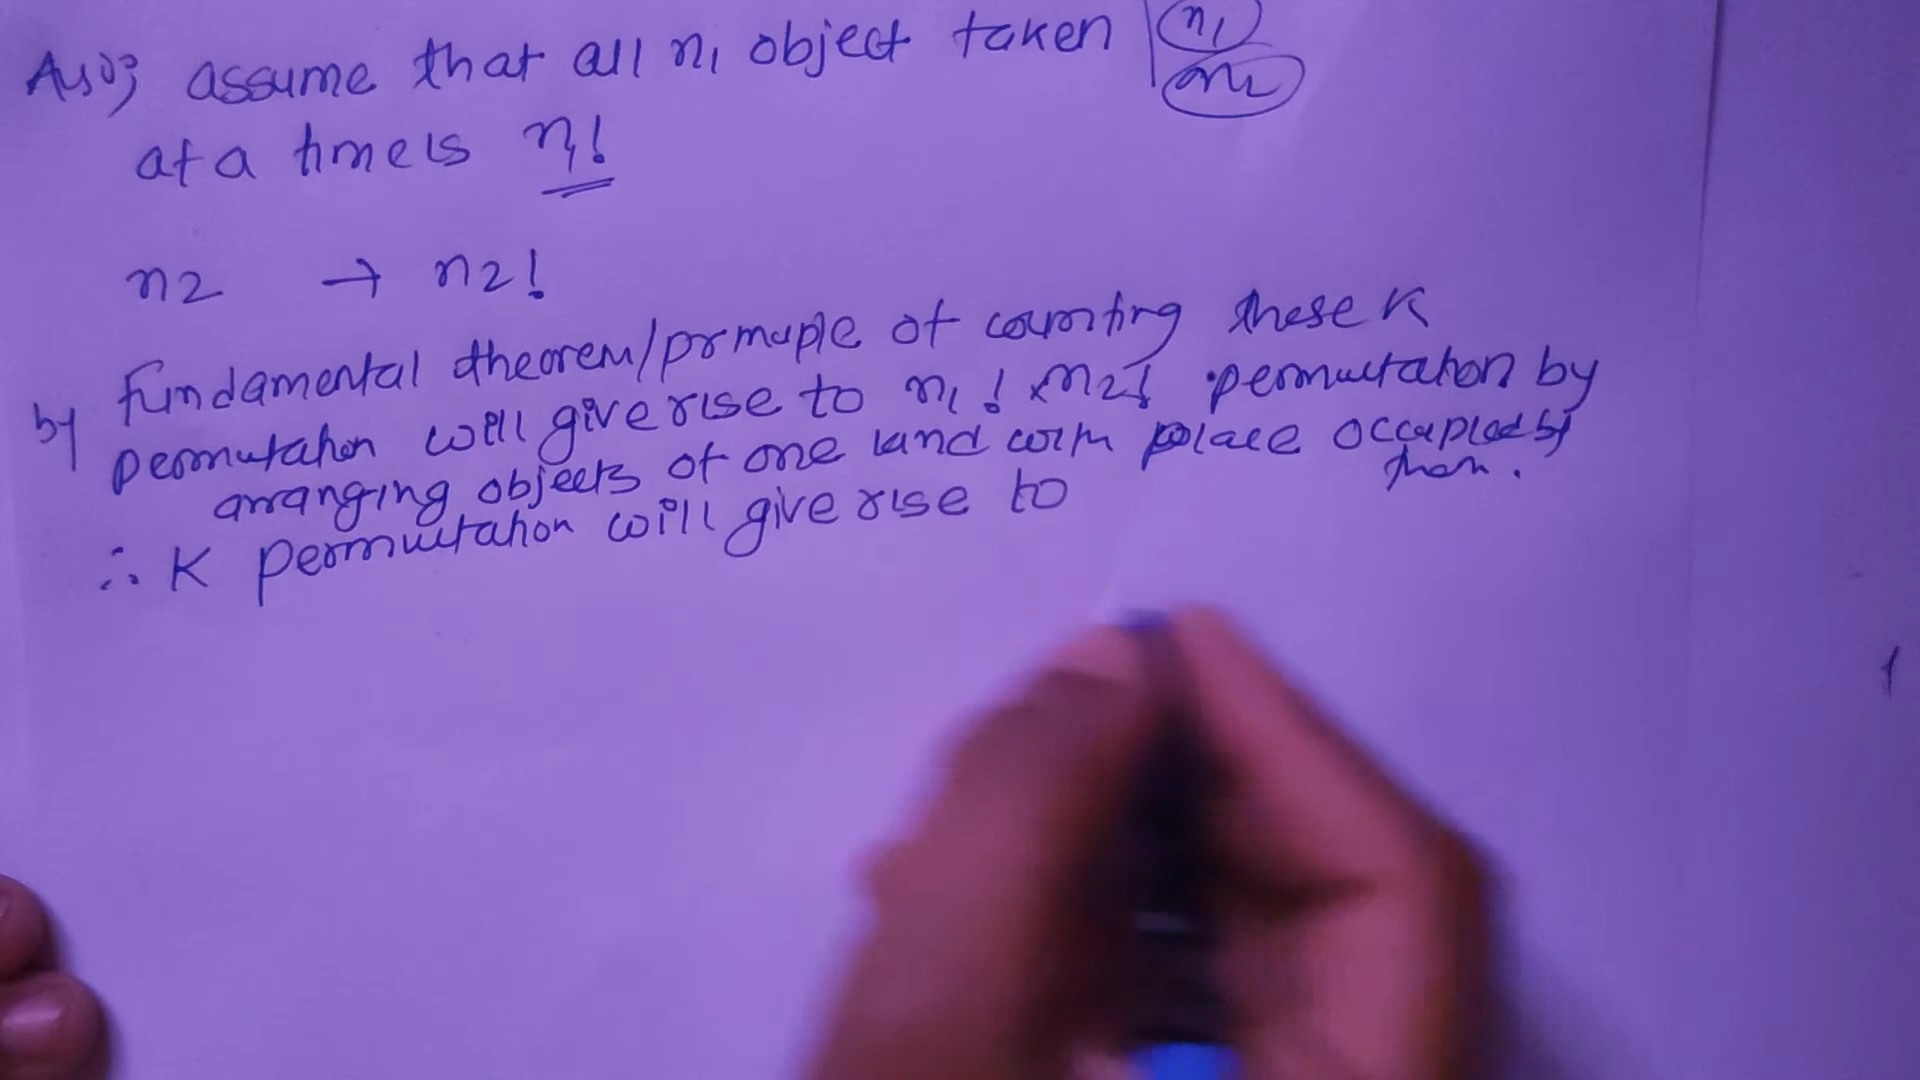 Also assume that all n1 object taken
n1
n2
at a time is n1!
n2 → n2!
by fundamental theorem/principle of counting these K
permutation will give rise to n1! x n2! permutation by
arranging objects of one kind with place occupied by
them.
∴ K permutation will give rise to